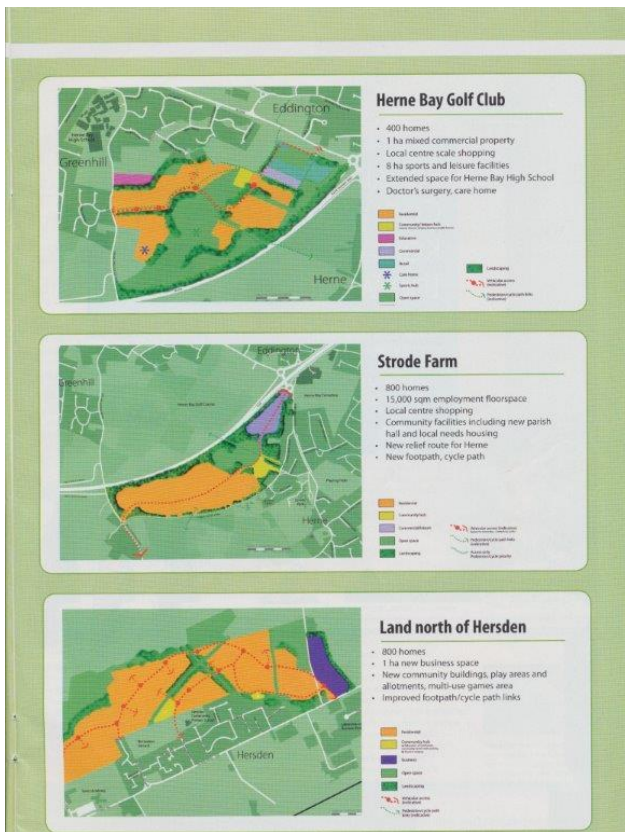 Eddington
Herne Bay
High School
Greenhill
Herne
Herne Bay Golf Club
• 400 homes
• 1 ha mixed commercial property
• Local centre scale shopping
• 8 ha sports and leisure facilities
• Extended space for Herne Bay High School
• Doctor's surgery, care home
Residential
Education
Commercial
Retail
Care home
Open space
Landscaping
Eddington
Greenhill
Herne
Strode Farm
• 800 homes
• 15,000 sqm employment floorspace
• Local centre shopping
• Community facilities including new parish
hall and local needs housing
• New relief route for Herne
• New footpath, cycle path
Residential
Community hub
Open space
Landscaping
Hersden
Land north of Hersden
• 800 homes
• 1 ha new business space
• New community buildings, play areas and
allotments, multi-use games area
• Improved footpath/cycle path links
Residential
Community hub
Business
Open space
Landscaping